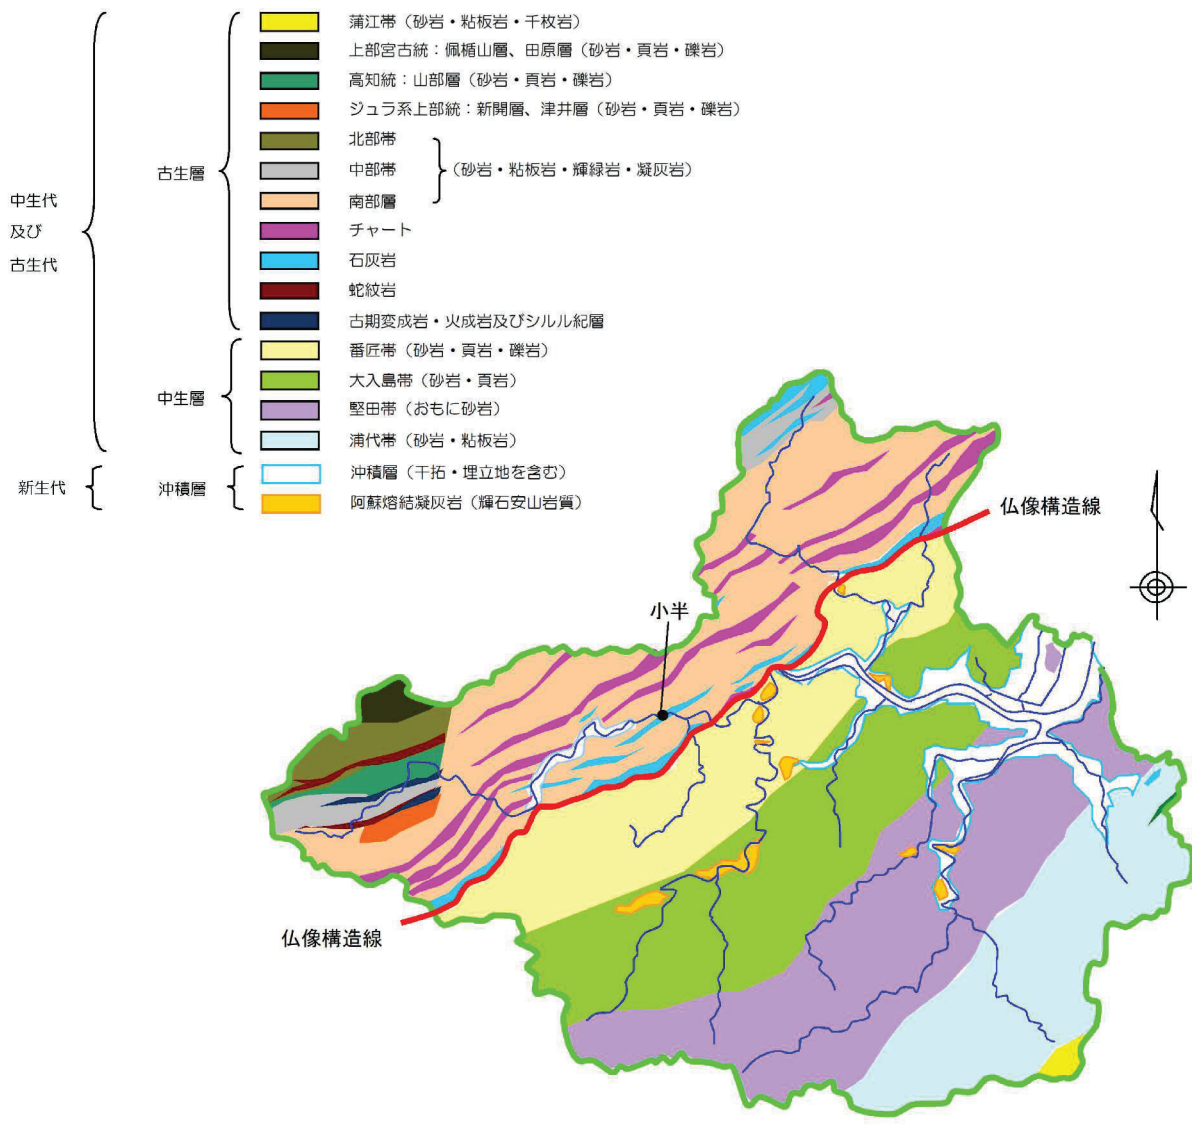 蒲江帯（砂岩・粘板岩・千枚岩）
上部宮古統：佩楯山層、田原層（砂岩・頁岩・礫岩）
高知統：山部層（砂岩・頁岩・礫岩）
ジュラ系上部統：新開層、津井層（砂岩・頁岩・礫岩）
北部帯
中部帯
（砂岩・粘板岩・輝緑岩・凝灰岩）
南部層
チャート
石灰岩
蛇紋岩
古期変成岩・火成岩及びシルル紀層
古生層
中生代
及び
古生代
番匠帯（砂岩・頁岩・礫岩）
大入島帯（砂岩・頁岩）
堅田帯（おもに砂岩）
浦代帯（砂岩・粘板岩）
中生層
新生代
沖積層
沖積層（干拓・埋立地を含む）
阿蘇熔結凝灰岩（輝石安山岩質）
仏像構造線
小半
仏像構造線